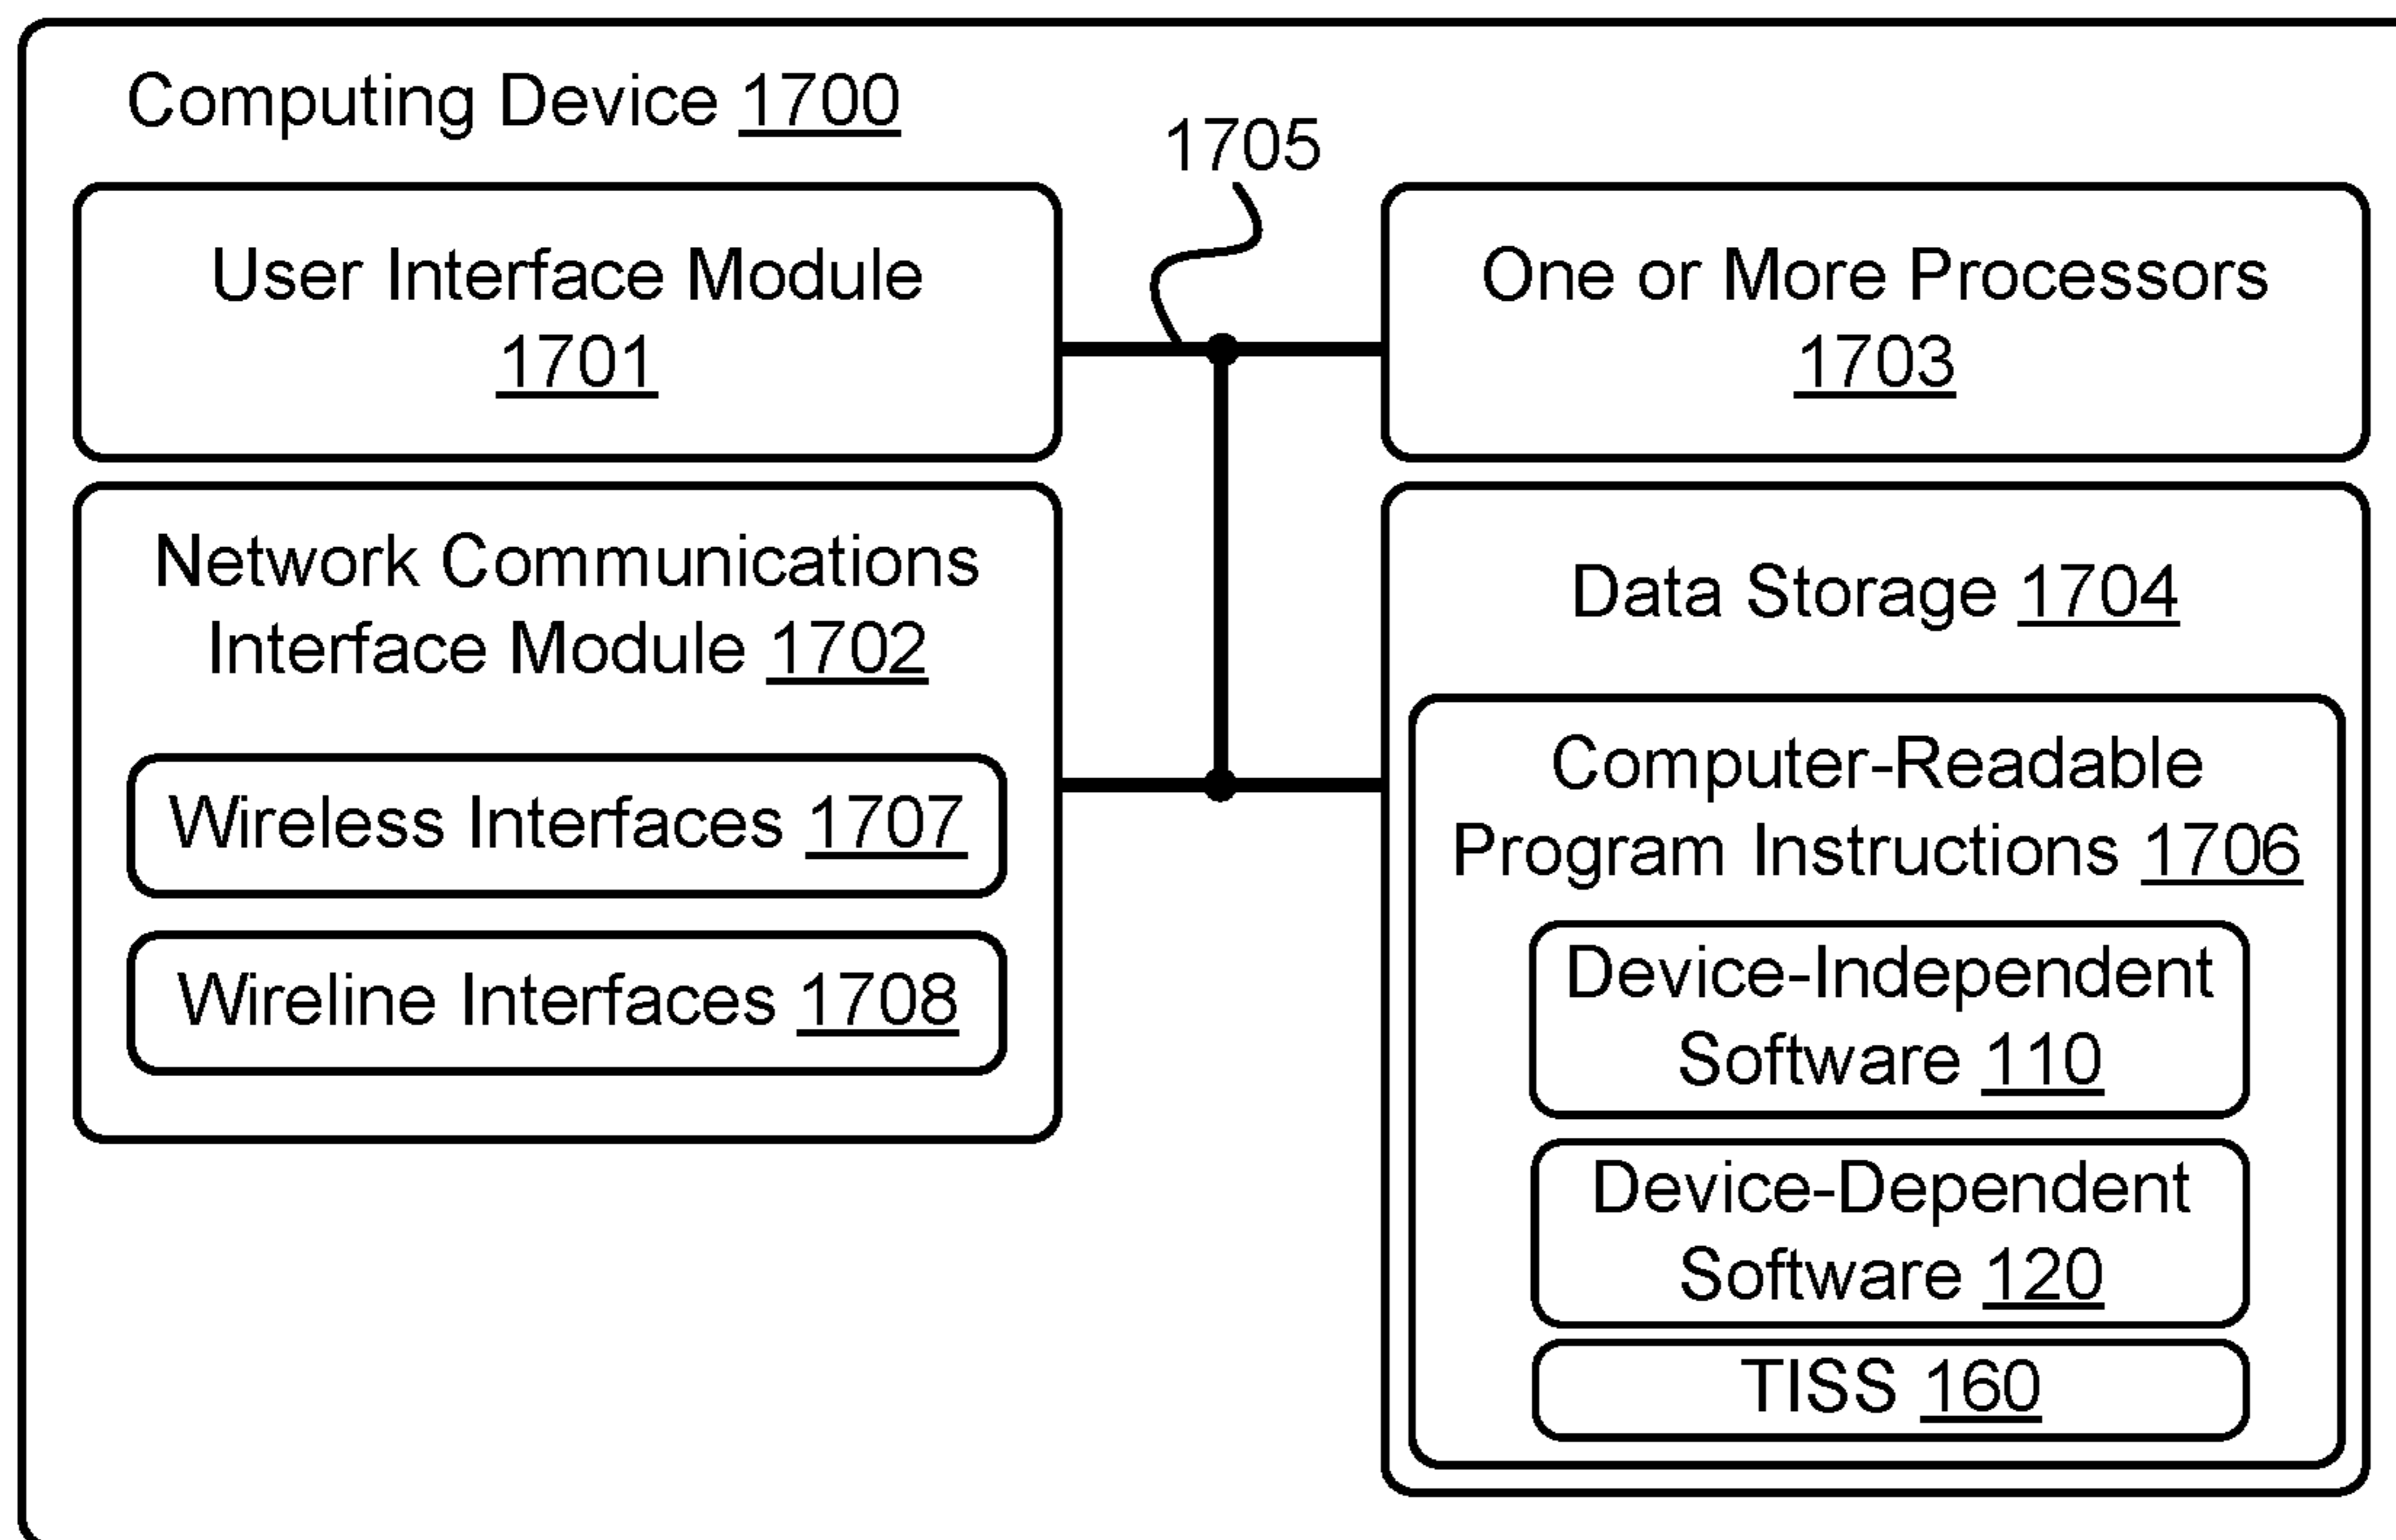 Computing Device 1700
1705
User Interface Module
1701
One or More Processors
1703
Network Communications
Interface Module 1702
Wireless Interfaces 1707
Wireline Interfaces 1708
Data Storage 1704
Computer-Readable
Program Instructions 1706
Device-Independent
Software 110
Device-Dependent
Software 120
TISS 160